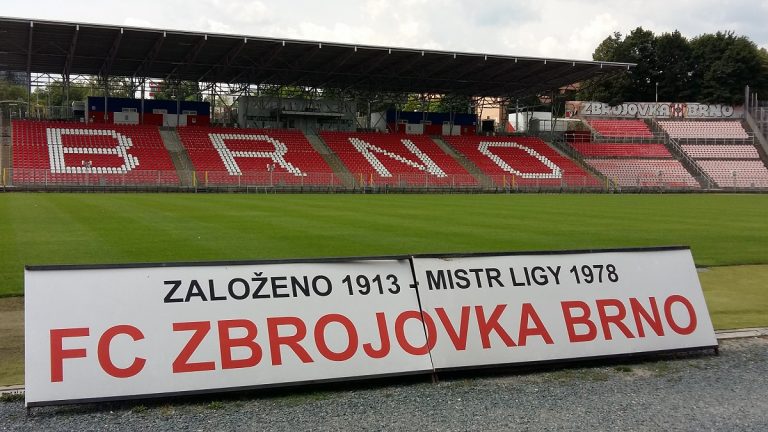 BRNO
ZBROJOVKA BRNO
ZALOŽENO 1913 - MISTR LIGY 1978
FC ZBROJOVKA BRNO